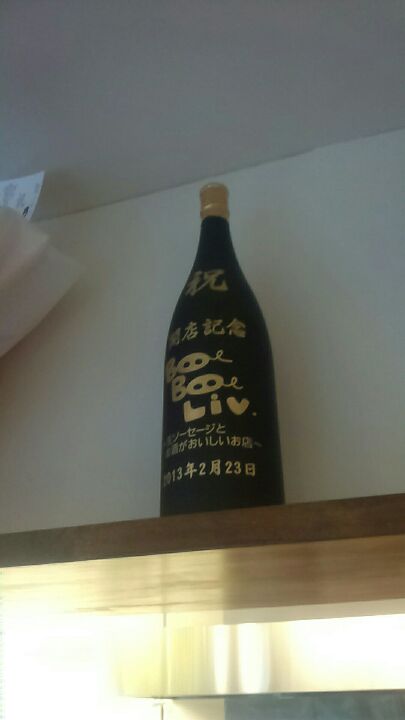 祝
開店記念
Boo
Boo
Liv.
ソーセージと
お酒がおいしいお店~
2013年2月23日